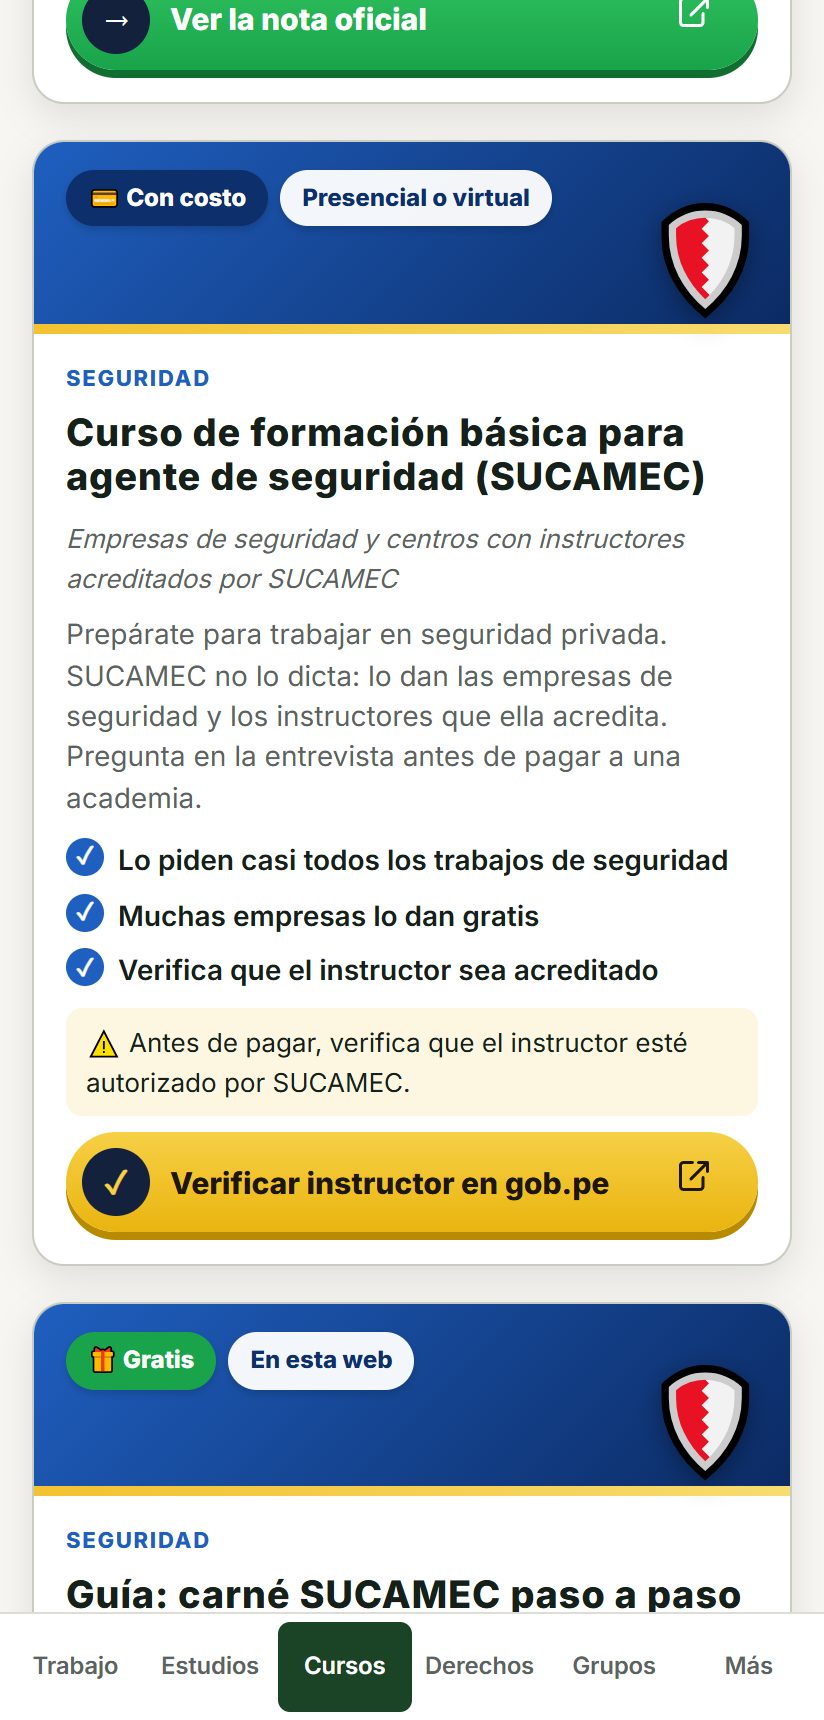 Ver la nota oficial
Con costo
Presencial o virtual
SEGURIDAD
Curso de formación básica para
agente de seguridad (SUCAMEC)
Empresas de seguridad y centros con instructores
acreditados por SUCAMEC
Prepárate para trabajar en seguridad privada.
SUCAMEC no lo dicta: lo dan las empresas de
seguridad y los instructores que ella acredita.
Pregunta en la entrevista antes de pagar a una
academia.
Lo piden casi todos los trabajos de seguridad
Muchas empresas lo dan gratis
Verifica que el instructor sea acreditado
Antes de pagar, verifica que el instructor esté
autorizado por SUCAMEC.
Verificar instructor en gob.pe
Gratis
En esta web
SEGURIDAD
Guía: carné SUCAMEC paso a paso
Trabajo
Estudios
Cursos
Derechos
Grupos
Más